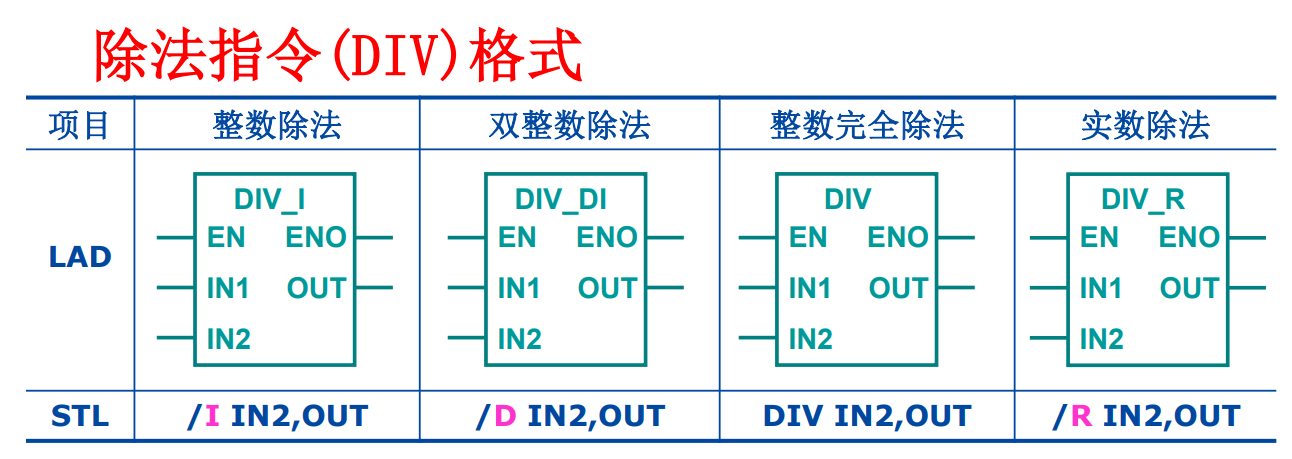 除法指令(DIV)格式
项目 整数除法 双整数除法 整数完全除法 实数除法
LAD
DIV_I DIV_DI DIV DIV_R
EN ENO EN ENO EN ENO EN ENO
IN1 OUT IN1 OUT IN1 OUT IN1 OUT
IN2 IN2 IN2 IN2
STL /I IN2,OUT /D IN2,OUT DIV IN2,OUT /R IN2,OUT